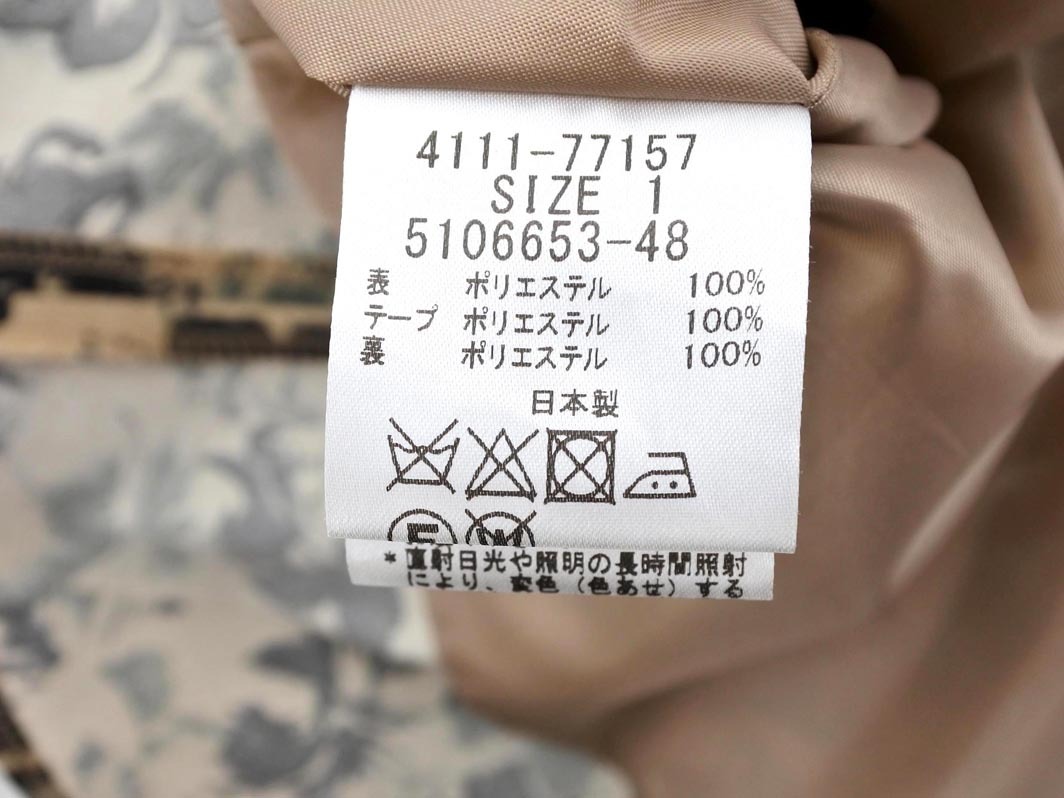 4111-77157
SIZE 1
5106653-48
表 ポリエステル 100%
テープ ポリエステル 100%
裏 ポリエステル 100%
日本製
F W
*直射日光や照明の長時間照射
により、変色(色あせ)する